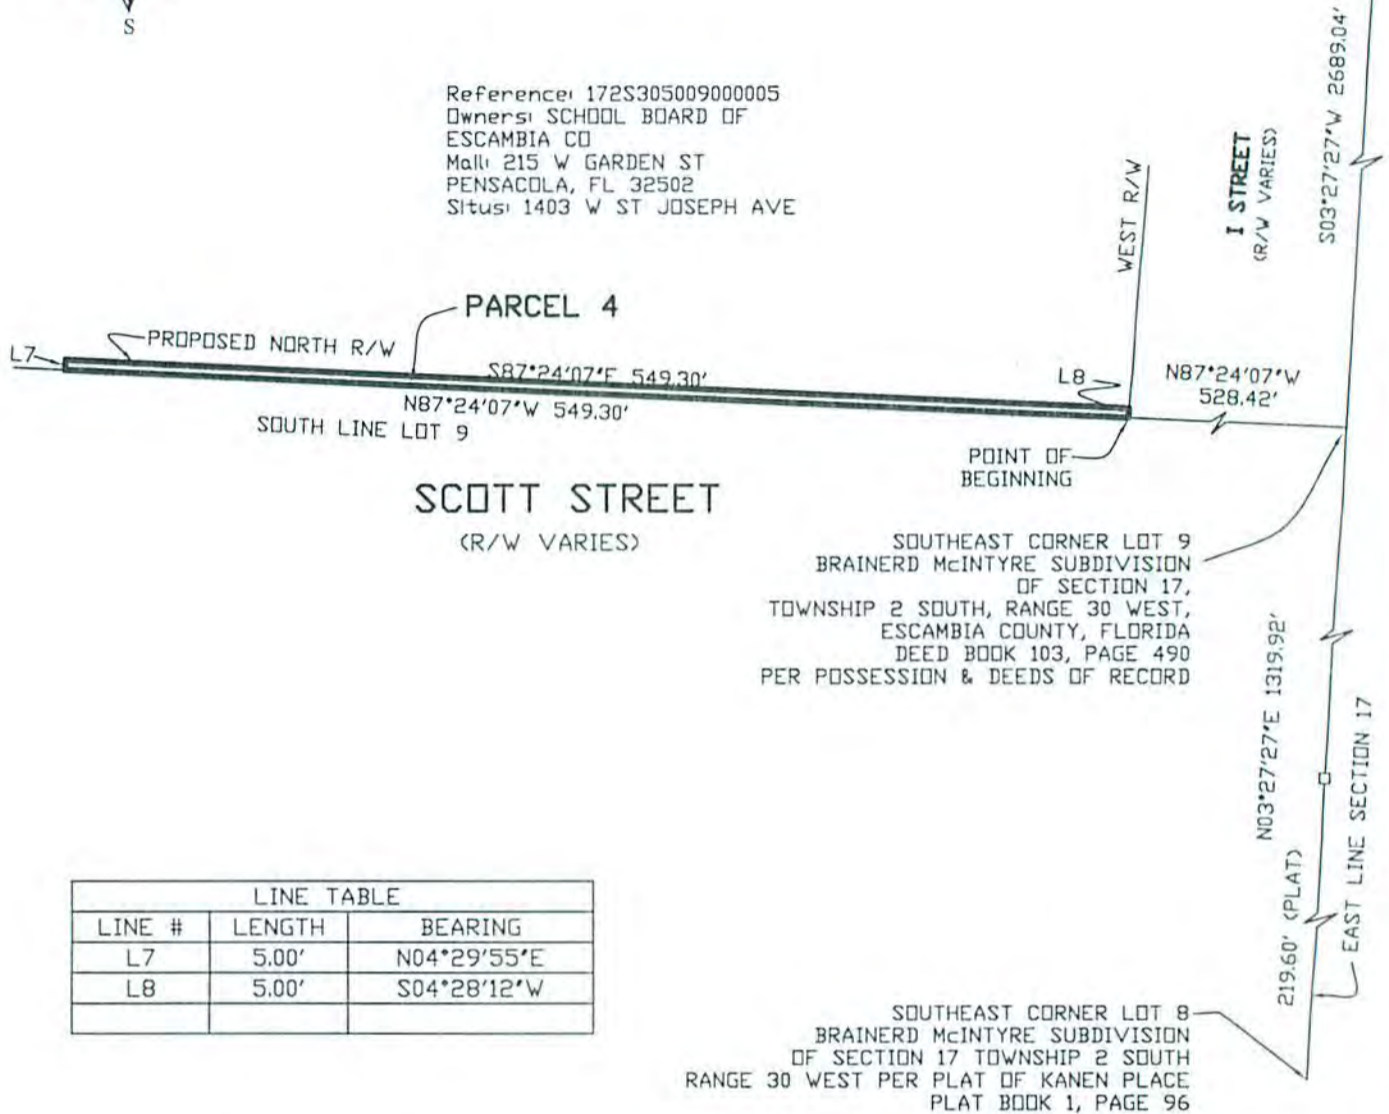 S
Reference: 172S305009000005
Owners: SCHOOL BOARD OF
ESCAMBIA CO
Mail: 215 W GARDEN ST
PENSACOLA, FL 32502
Situs: 1403 W ST JOSEPH AVE
S03°27'27"W 2689.04'
I STREET
(R/W VARIES)
WEST R/W
PARCEL 4
PROPOSED NORTH R/W
L7
S87°24'07"E 549.30'
L8
N87°24'07"W
528.42'
N87°24'07"W 549.30'
SOUTH LINE LOT 9
POINT OF
BEGINNING
SCOTT STREET
(R/W VARIES)
SOUTHEAST CORNER LOT 9
BRAINERD McINTYRE SUBDIVISION
OF SECTION 17,
TOWNSHIP 2 SOUTH, RANGE 30 WEST,
ESCAMBIA COUNTY, FLORIDA
DEED BOOK 103, PAGE 490
PER POSSESSION & DEEDS OF RECORD
N03°27'27"E 1319.92'
219.60' (PLAT)
EAST LINE SECTION 17
LINE TABLE
LINE # LENGTH BEARING
L7 5.00' N04°29'55"E
L8 5.00' S04°28'12"W
SOUTHEAST CORNER LOT 8
BRAINERD McINTYRE SUBDIVISION
OF SECTION 17 TOWNSHIP 2 SOUTH
RANGE 30 WEST PER PLAT OF KANEN PLACE
PLAT BOOK 1, PAGE 96